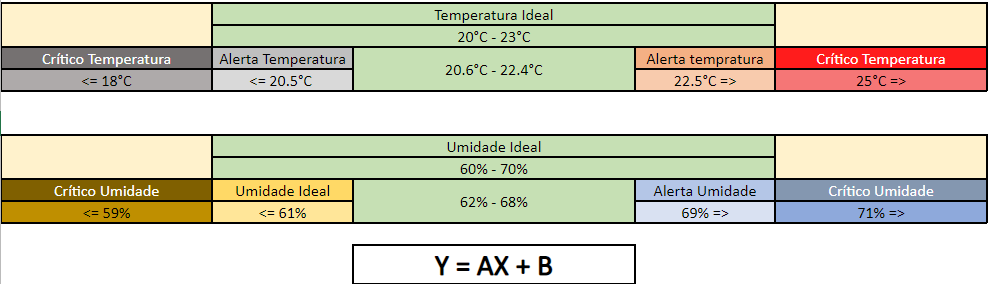 Temperatura Ideal
20°C - 23°C
Crítico Temperatura Alerta Temperatura 20.6°C - 22.4°C Alerta tempratura Crítico Temperatura
<= 18°C <= 20.5°C 22.5°C => 25°C =>
Umidade Ideal
60% - 70%
Crítico Umidade Umidade Ideal 62% - 68% Alerta Umidade Crítico Umidade
<= 59% <= 61% 69% => 71% =>
Y = AX + B